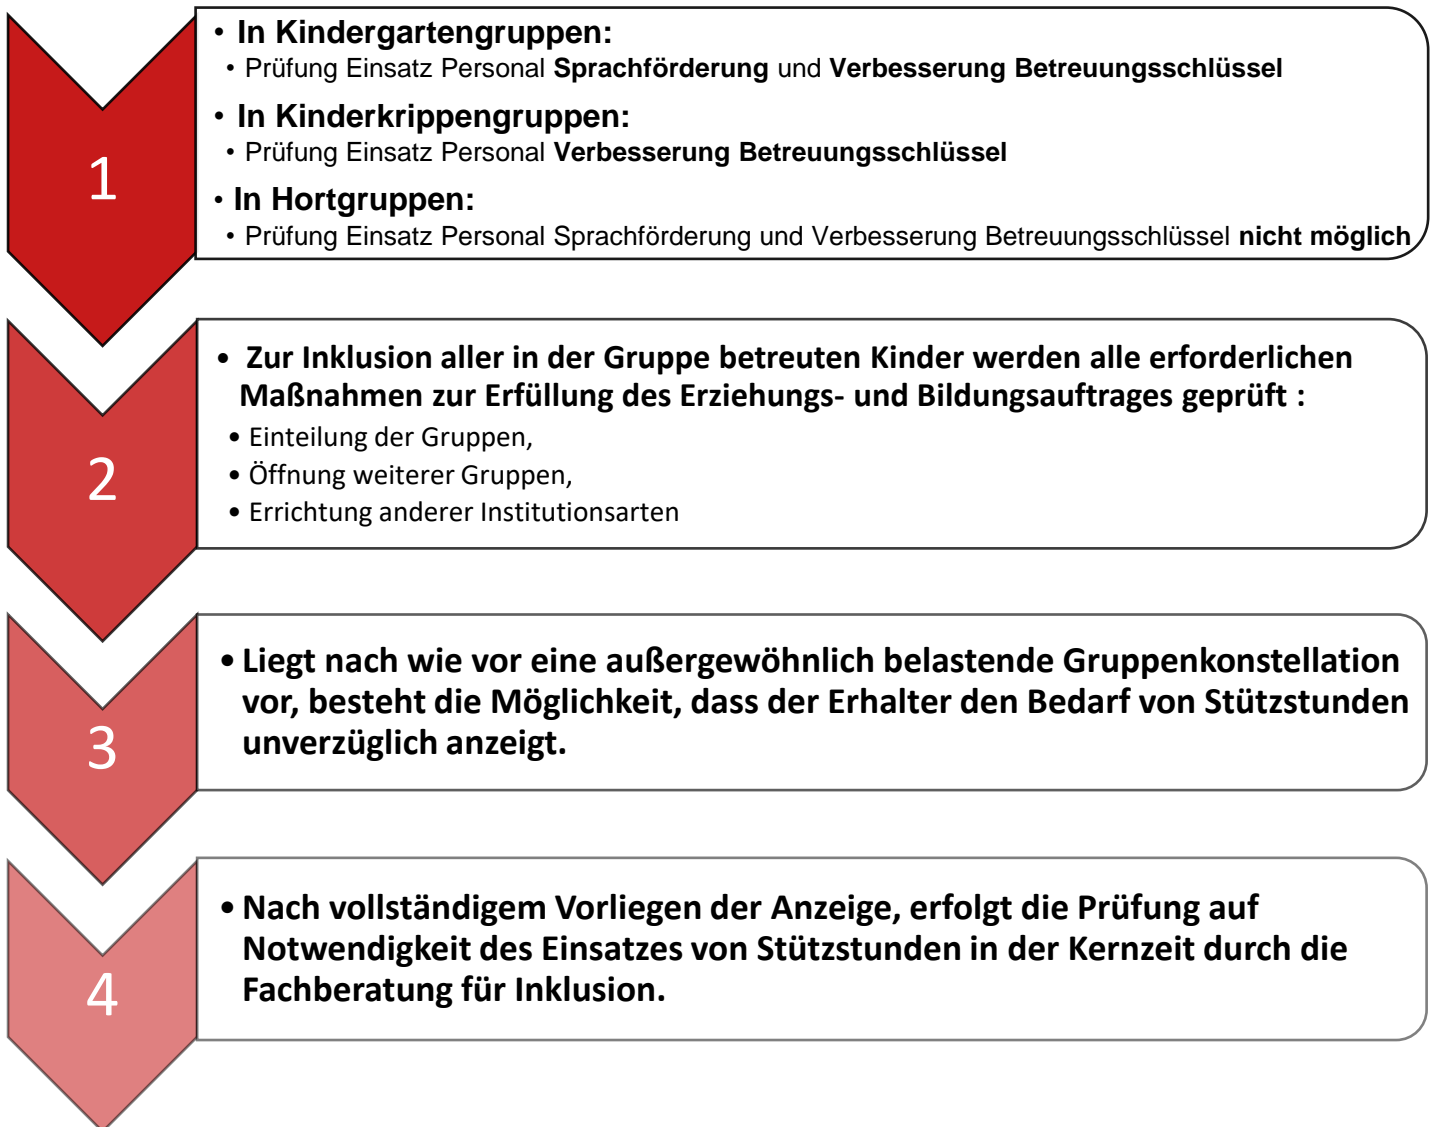 1
• In Kindergartengruppen:
• Prüfung Einsatz Personal Sprachförderung und Verbesserung Betreuungsschlüssel
• In Kinderkrippengruppen:
• Prüfung Einsatz Personal Verbesserung Betreuungsschlüssel
• In Hortgruppen:
• Prüfung Einsatz Personal Sprachförderung und Verbesserung Betreuungsschlüssel nicht möglich
2
• Zur Inklusion aller in der Gruppe betreuten Kinder werden alle erforderlichen
Maßnahmen zur Erfüllung des Erziehungs- und Bildungsauftrages geprüft :
• Einteilung der Gruppen,
• Öffnung weiterer Gruppen,
• Errichtung anderer Institutionsarten
3
• Liegt nach wie vor eine außergewöhnlich belastende Gruppenkonstellation
vor, besteht die Möglichkeit, dass der Erhalter den Bedarf von Stützstunden
unverzüglich anzeigt.
4
• Nach vollständigem Vorliegen der Anzeige, erfolgt die Prüfung auf
Notwendigkeit des Einsatzes von Stützstunden in der Kernzeit durch die
Fachberatung für Inklusion.